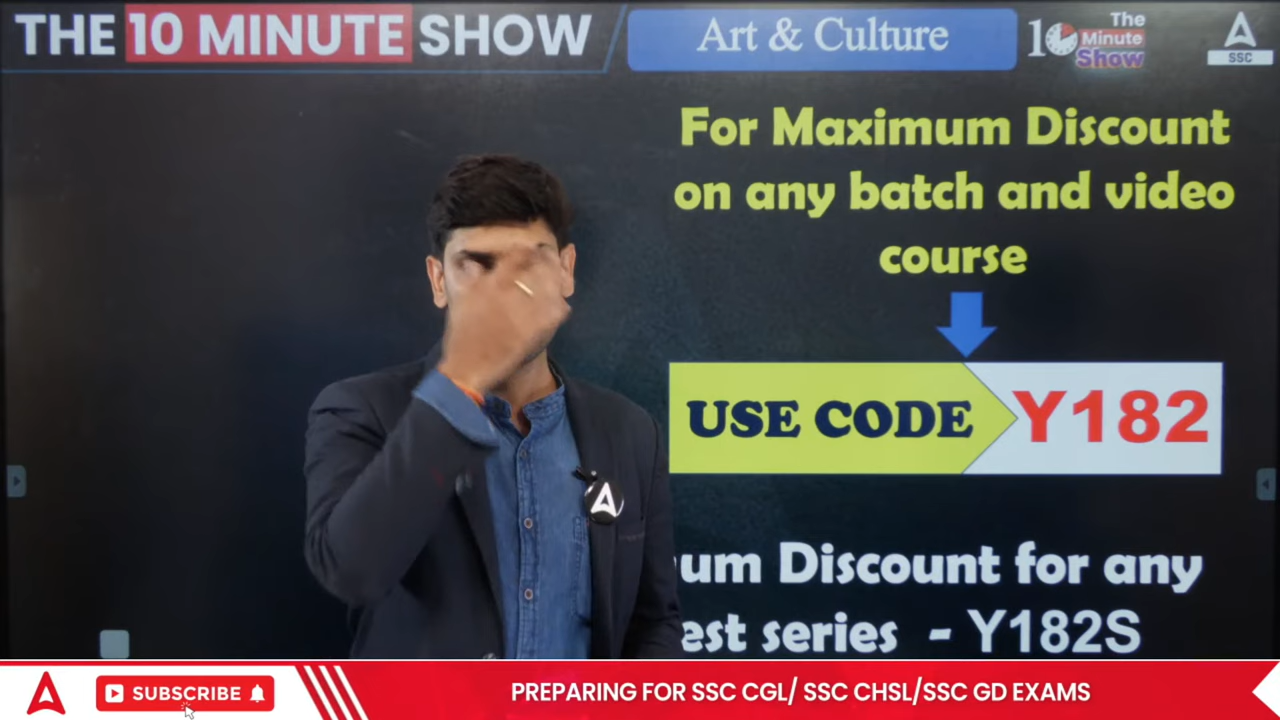 THE 10 MINUTE SHOW
Art & Culture
The
10 Minute
Show
SSC
For Maximum Discount
on any batch and video
course
USE CODE Y182
um Discount for any
est series - Y182S
SUBSCRIBE
PREPARING FOR SSC CGL/ SSC CHSL/SSC GD EXAMS